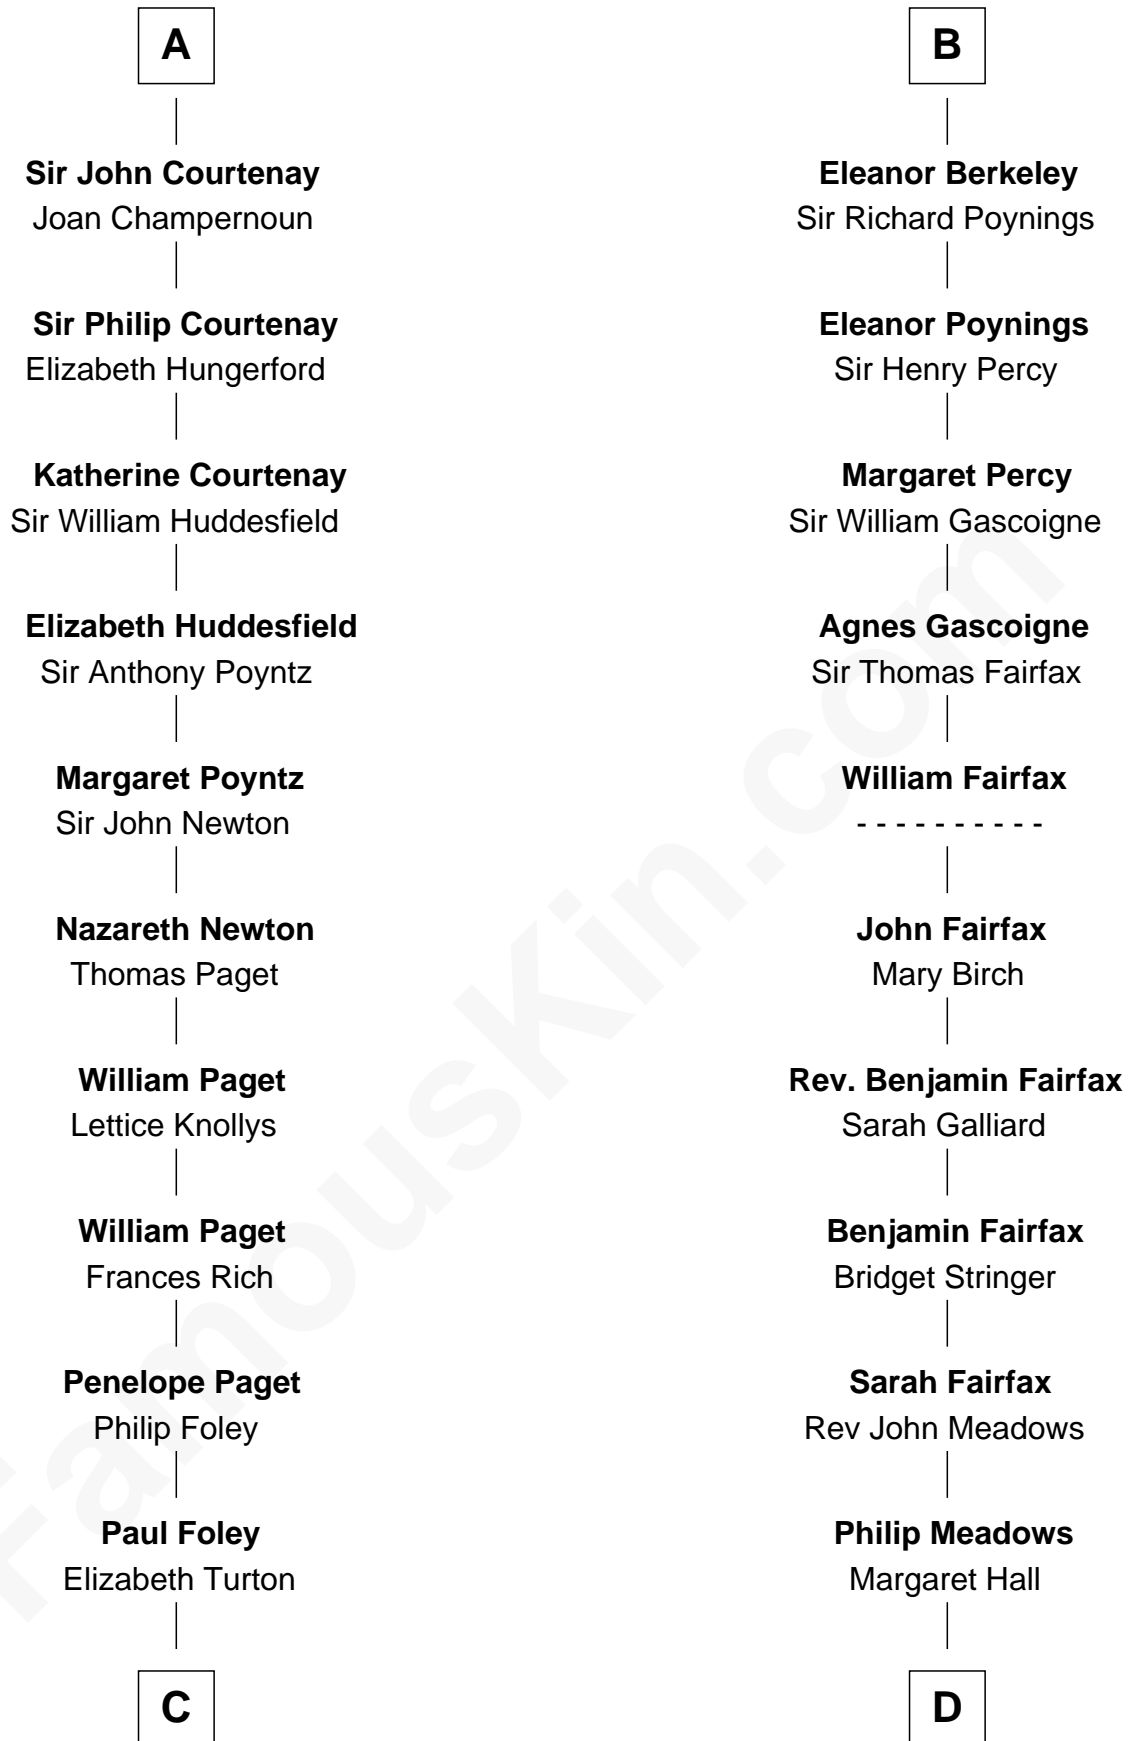 A
Sir John Courtenay
Joan Champernoun
Sir Philip Courtenay
Elizabeth Hungerford
Katherine Courtenay
Sir William Huddesfield
Elizabeth Huddesfield
Sir Anthony Poyntz
Margaret Poyntz
Sir John Newton
Nazareth Newton
Thomas Paget
William Paget
Lettice Knollys
William Paget
Frances Rich
Penelope Paget
Philip Foley
Paul Foley
Elizabeth Turton
C
B
Eleanor Berkeley
Sir Richard Poynings
Eleanor Poynings
Sir Henry Percy
Margaret Percy
Sir William Gascoigne
Agnes Gascoigne
Sir Thomas Fairfax
William Fairfax
- - - - - - - - - -
John Fairfax
Mary Birch
Rev. Benjamin Fairfax
Sarah Galliard
Benjamin Fairfax
Bridget Stringer
Sarah Fairfax
Rev John Meadows
Philip Meadows
Margaret Hall
D
FamousKin.com